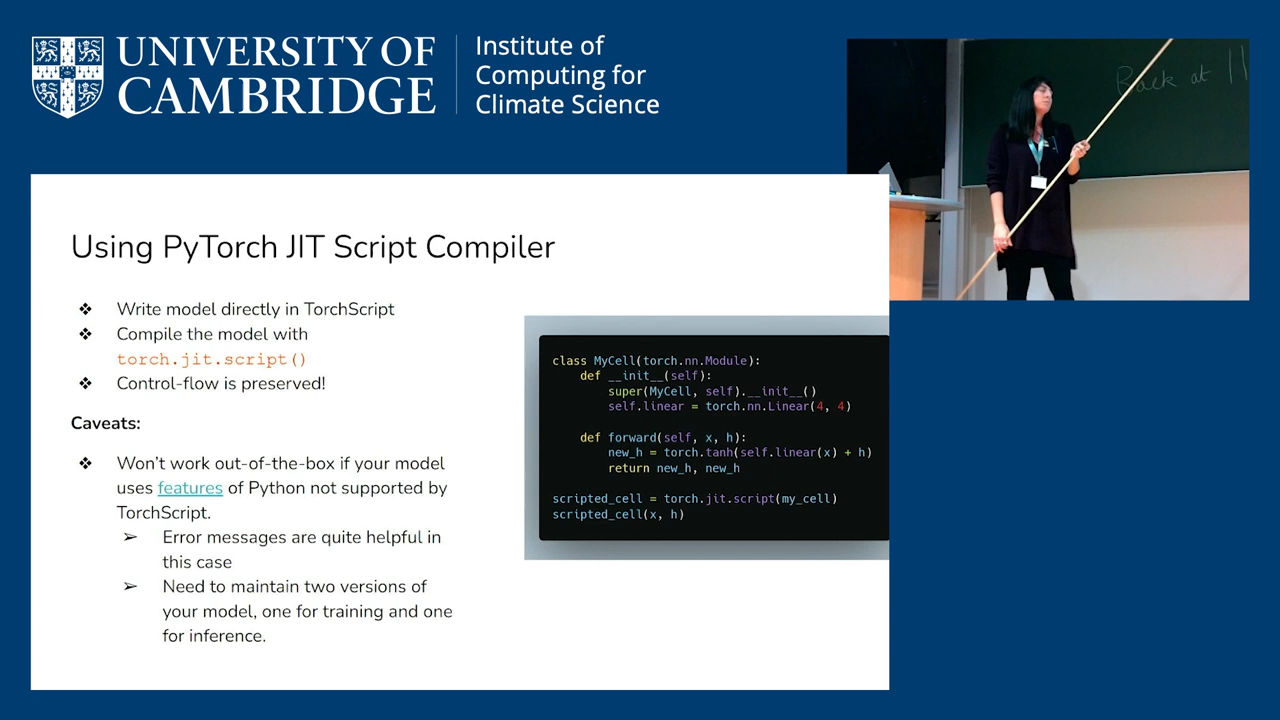 UNIVERSITY OF
CAMBRIDGE
Institute of
Computing for
Climate Science
Back at 11
Using PyTorch JIT Script Compiler
❖ Write model directly in TorchScript
❖ Compile the model with
torch.jit.script()
❖ Control-flow is preserved!
Caveats:
❖ Won't work out-of-the-box if your model
uses features of Python not supported by
TorchScript.
➢ Error messages are quite helpful in
this case
➢ Need to maintain two versions of
your model, one for training and one
for inference.
class MyCell(torch.nn.Module):
    def __init__(self):
        super(MyCell, self).__init__()
        self.linear = torch.nn.Linear(4, 4)
    def forward(self, x, h):
        new_h = torch.tanh(self.linear(x) + h)
        return new_h, new_h
scripted_cell = torch.jit.script(my_cell)
scripted_cell(x, h)